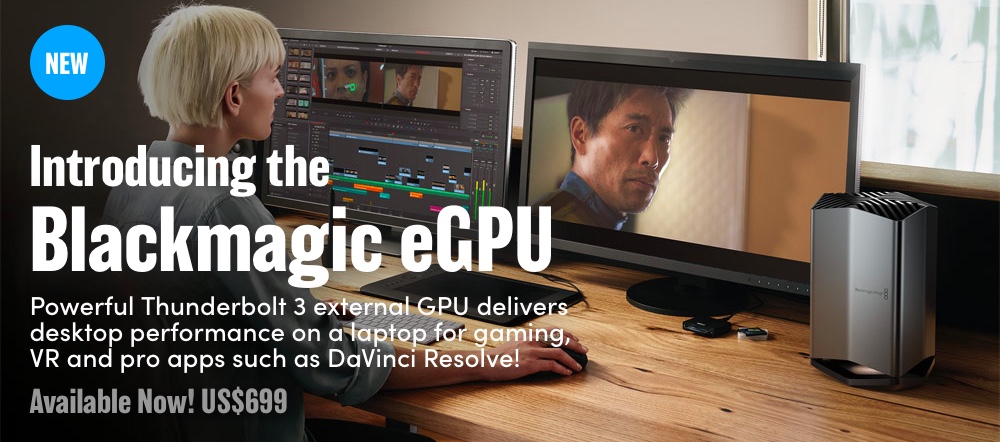 NEW
Introducing the
Blackmagic eGPU
Powerful Thunderbolt 3 external GPU delivers
desktop performance on a laptop for gaming,
VR and pro apps such as DaVinci Resolve!
Available Now! US$699